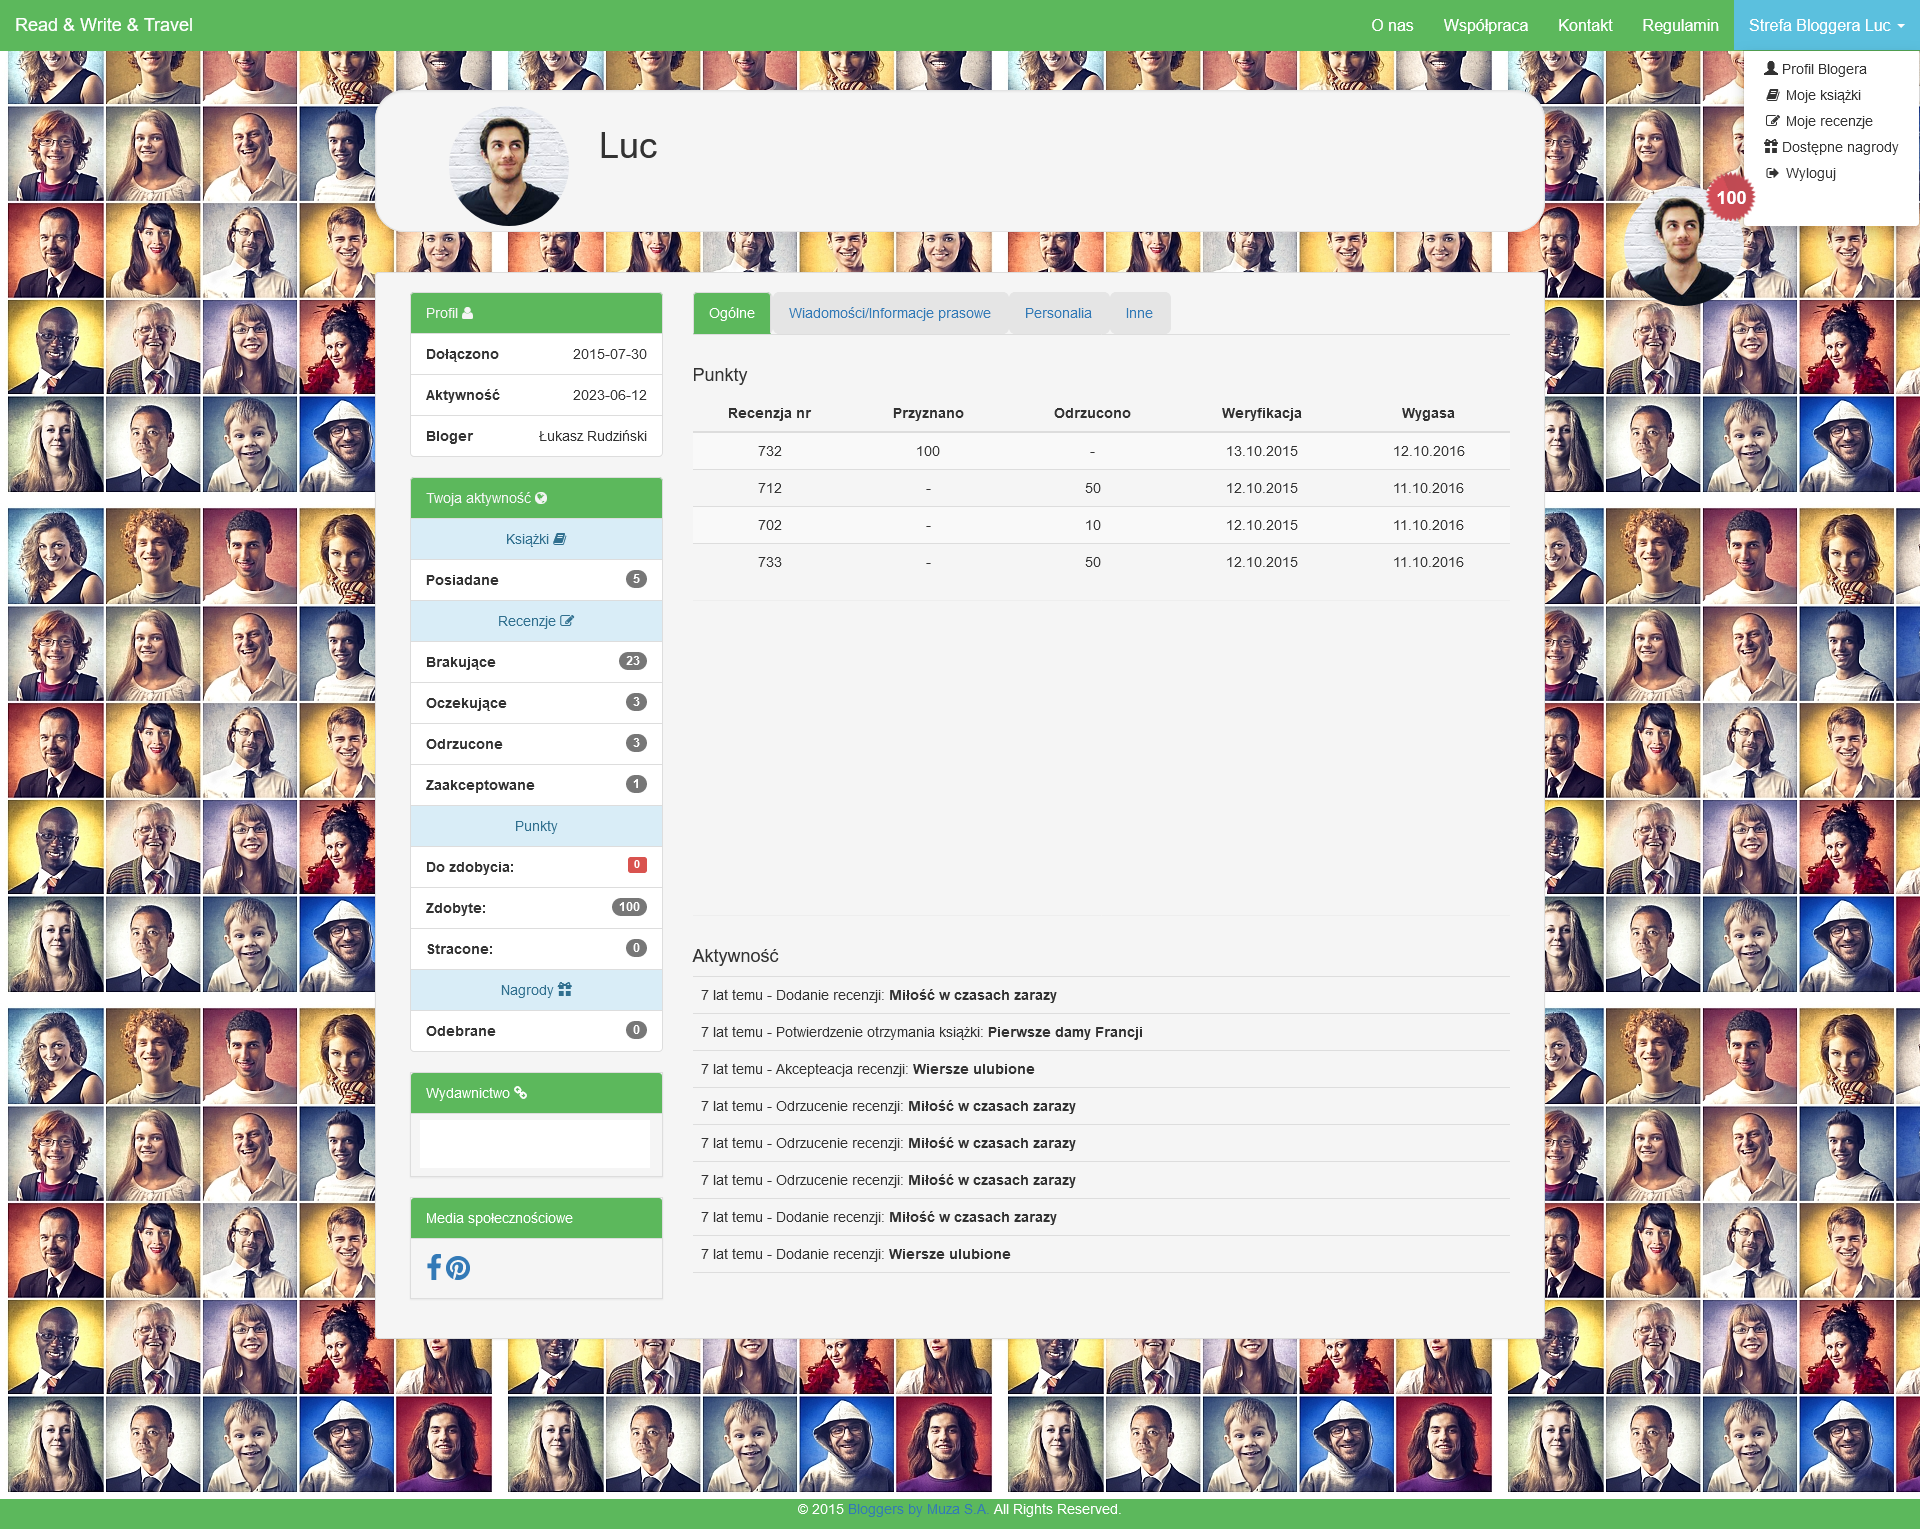 Read & Write & Travel
O nas Współpraca Kontakt Regulamin Strefa Bloggera Luc
Profil Blogera
Moje książki
Moje recenzje
Dostępne nagrody
Wyloguj
100
Luc
Profil
Dołączono 2015-07-30
Aktywność 2023-06-12
Bloger Łukasz Rudziński
Twoja aktywność
Książki
Posiadane 5
Recenzje
Brakujące 23
Oczekujące 3
Odrzucone 3
Zaakceptowane 1
Punkty
Do zdobycia: 0
Zdobyte: 100
Stracone: 0
Nagrody
Odebrane 0
Wydawnictwo
Media społecznościowe
Ogólne Wiadomości/Informacje prasowe Personalia Inne
Punkty
Recenzja nr Przyznano Odrzucono Weryfikacja Wygasa
732 100 - 13.10.2015 12.10.2016
712 - 50 12.10.2015 11.10.2016
702 - 10 12.10.2015 11.10.2016
733 - 50 12.10.2015 11.10.2016
Aktywność
7 lat temu - Dodanie recenzji: Miłość w czasach zarazy
7 lat temu - Potwierdzenie otrzymania książki: Pierwsze damy Francji
7 lat temu - Akcepteacja recenzji: Wiersze ulubione
7 lat temu - Odrzucenie recenzji: Miłość w czasach zarazy
7 lat temu - Odrzucenie recenzji: Miłość w czasach zarazy
7 lat temu - Odrzucenie recenzji: Miłość w czasach zarazy
7 lat temu - Dodanie recenzji: Miłość w czasach zarazy
7 lat temu - Dodanie recenzji: Wiersze ulubione
© 2015 Bloggers by Muza S.A. All Rights Reserved.